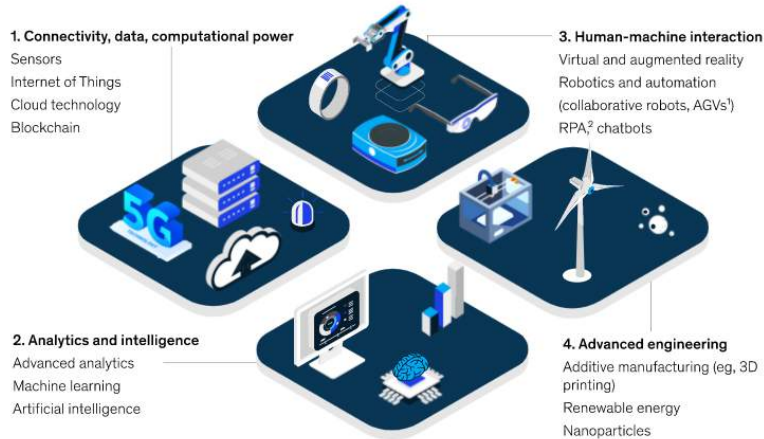 1. Connectivity, data, computational power
Sensors
Internet of Things
Cloud technology
Blockchain
5G
TECHNOLOGY
2. Analytics and intelligence
Advanced analytics
Machine learning
Artificial intelligence
3. Human-machine interaction
Virtual and augmented reality
Robotics and automation
(collaborative robots, AGVs¹)
RPA,² chatbots
4. Advanced engineering
Additive manufacturing (eg, 3D
printing)
Renewable energy
Nanoparticles